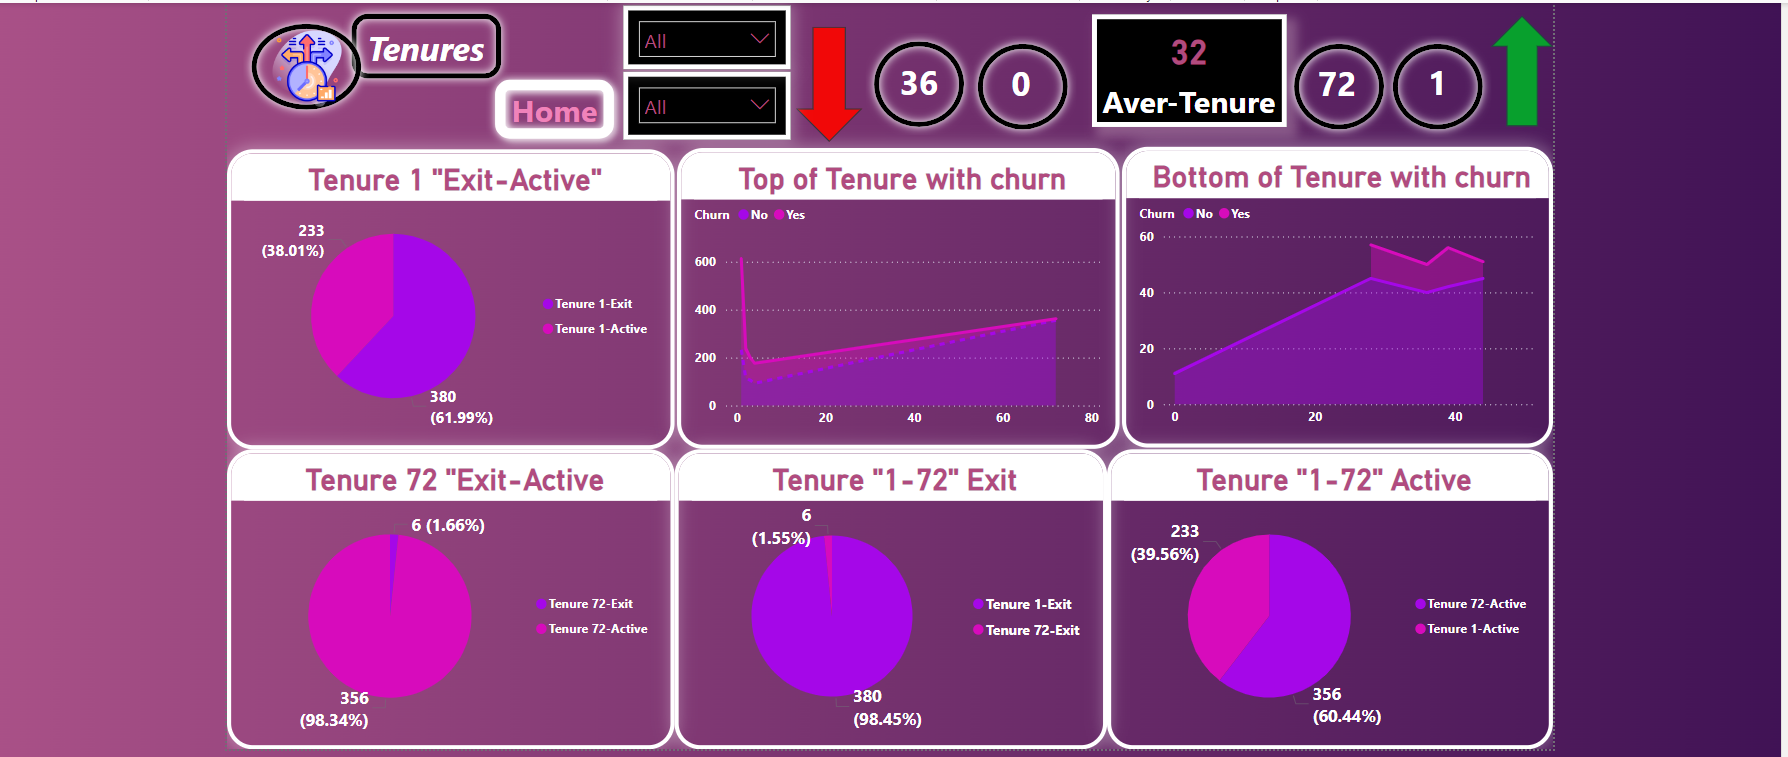 Tenures
Home
All
All
36
0
32
Aver-Tenure
72
1
Tenure 1 "Exit-Active"
233
(38.01%)
Tenure 1-Exit
Tenure 1-Active
380
(61.99%)
Top of Tenure with churn
Churn No Yes
600
400
200
0
0 20 40 60 80
Bottom of Tenure with churn
Churn No Yes
60
40
20
0
0 20 40
Tenure 72 "Exit-Active
6 (1.66%)
Tenure 72-Exit
Tenure 72-Active
356
(98.34%)
Tenure "1-72" Exit
6
(1.55%)
Tenure 1-Exit
Tenure 72-Exit
380
(98.45%)
Tenure "1-72" Active
233
(39.56%)
Tenure 72-Active
Tenure 1-Active
356
(60.44%)